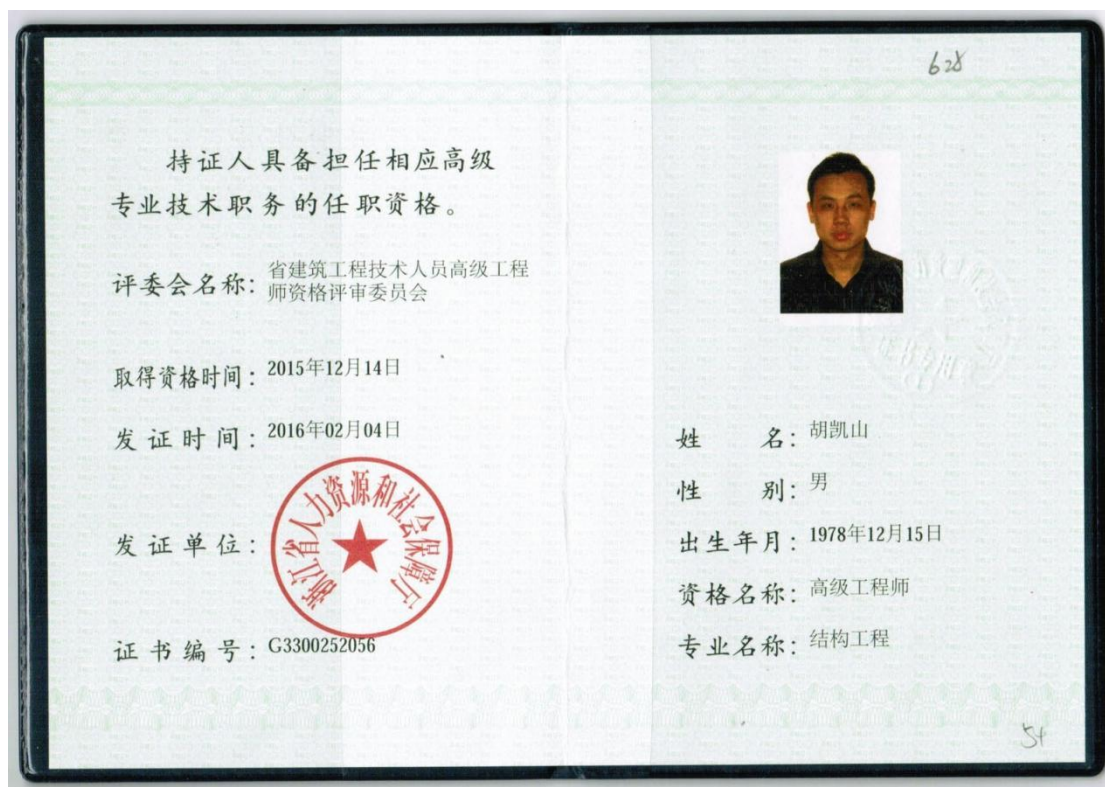 628
持证人具备担任相应高级
专业技术职务的任职资格。
评委会名称: 省建筑工程技术人员高级工程
师资格评审委员会
取得资格时间: 2015年12月14日
发证时间: 2016年02月04日
发证单位:
浙江省人力资源和社会保障厅
证书编号: G3300252056
证书专用
姓名: 胡凯山
性别: 男
出生年月: 1978年12月15日
资格名称: 高级工程师
专业名称: 结构工程